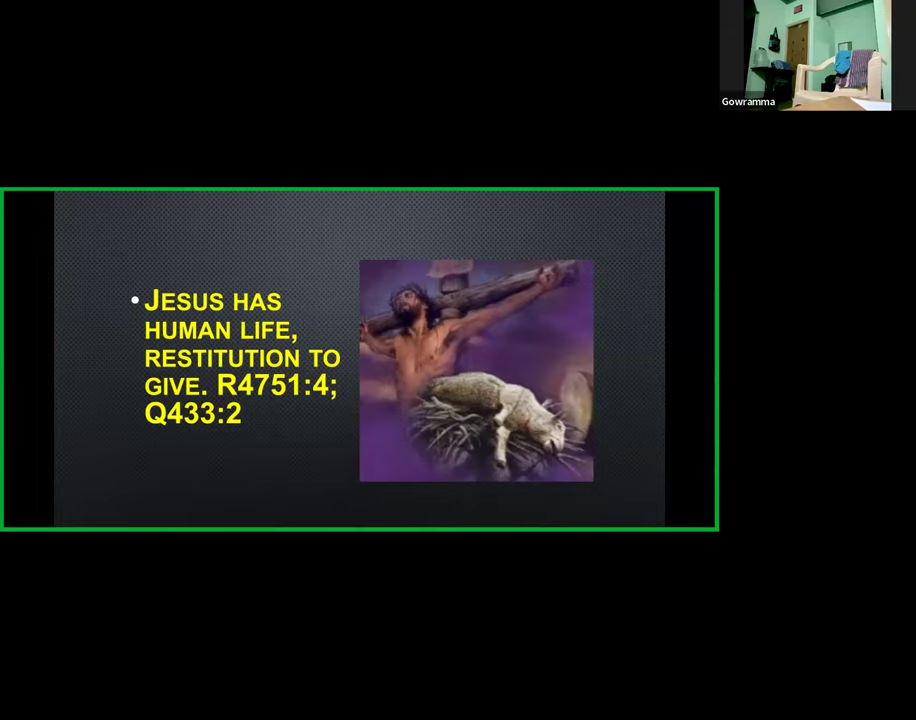 Gowramma
• JESUS HAS
HUMAN LIFE,
RESTITUTION TO
GIVE. R4751:4;
Q433:2